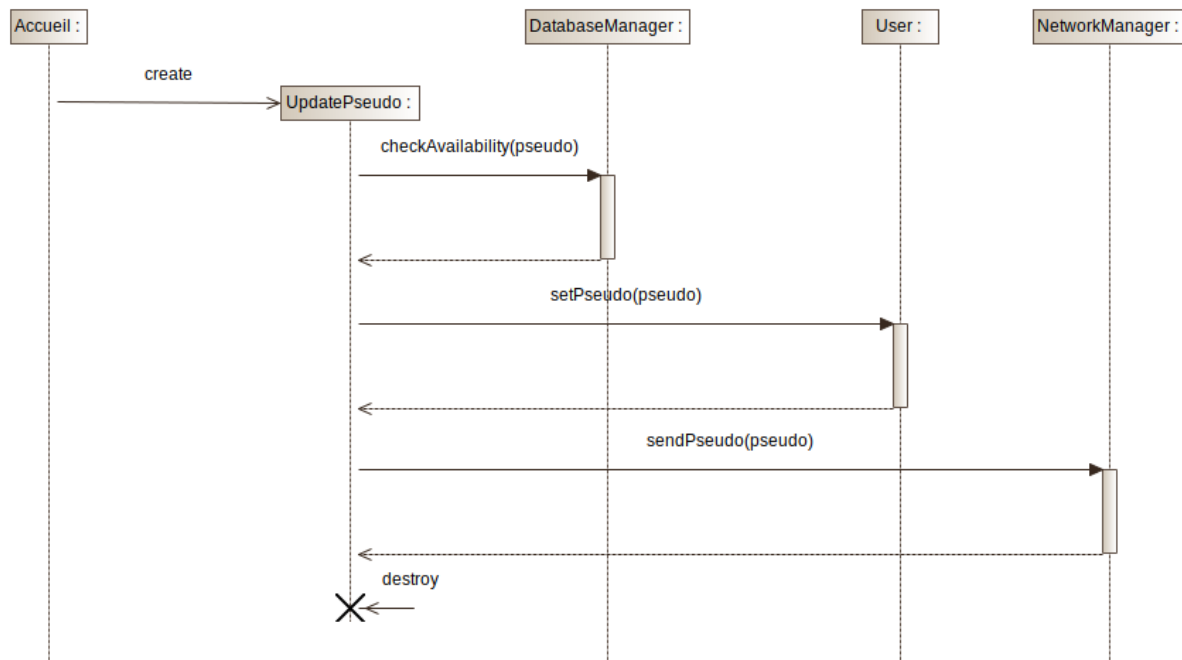 Accueil :
DatabaseManager :
User :
NetworkManager :
create
UpdatePseudo :
checkAvailability(pseudo)
setPseudo(pseudo)
sendPseudo(pseudo)
destroy